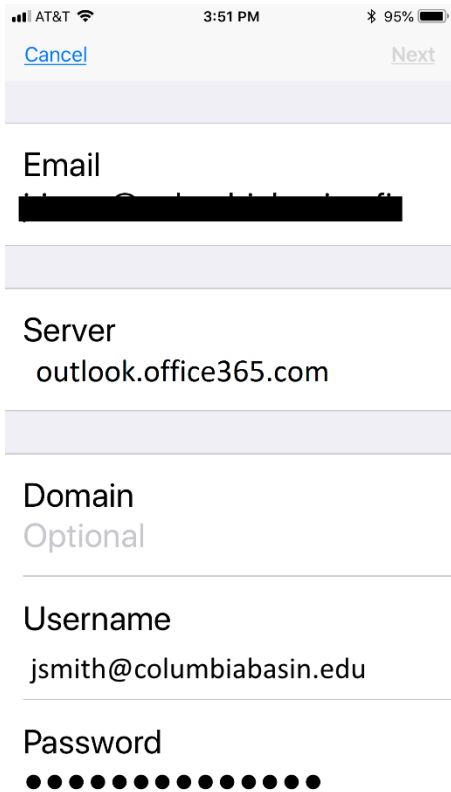 AT&T 3:51 PM 95%
Cancel Next
Email
Server
outlook.office365.com
Domain
Optional
Username
jsmith@columbiabasin.edu
Password
●●●●●●●●●●●●●●